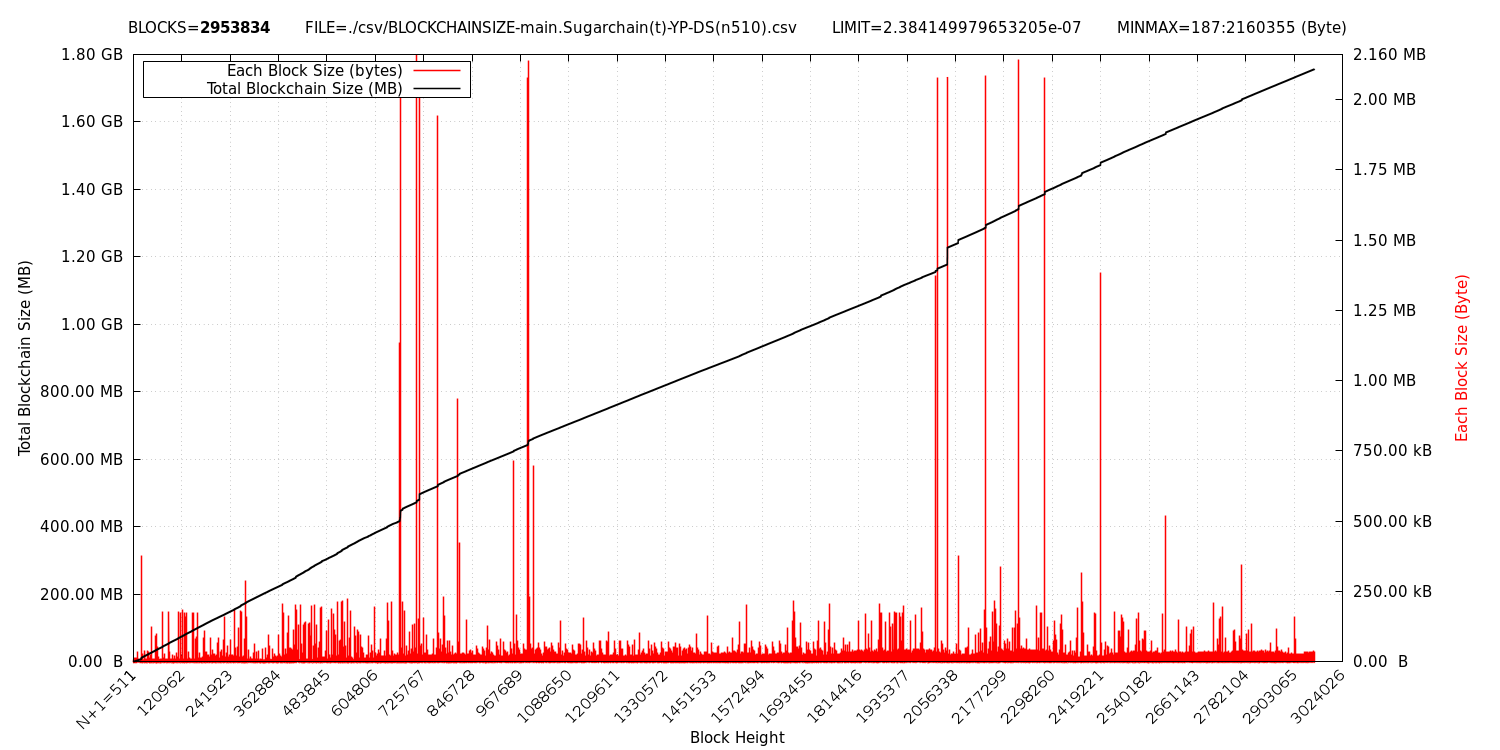 BLOCKS=2953834 FILE=./csv/BLOCKCHAINSIZE-main.Sugarchain(t)-YP-DS(n510).csv LIMIT=2.384149979653205e-07 MINMAX=187:2160355 (Byte)
Each Block Size (bytes)
Total Blockchain Size (MB)
1.80 GB
1.60 GB
1.40 GB
1.20 GB
1.00 GB
800.00 MB
600.00 MB
400.00 MB
200.00 MB
0.00 B
Total Blockchain Size (MB)
2.160 MB
2.00 MB
1.75 MB
1.50 MB
1.25 MB
1.00 MB
750.00 kB
500.00 kB
250.00 kB
0.00 B
Each Block Size (Byte)
N+1=511
120962
241923
362884
483845
604806
725767
846728
967689
1088650
1209611
1330572
1451533
1572494
1693455
1814416
1935377
2056338
2177299
2298260
2419221
2540182
2661143
2782104
2903065
3024026
Block Height